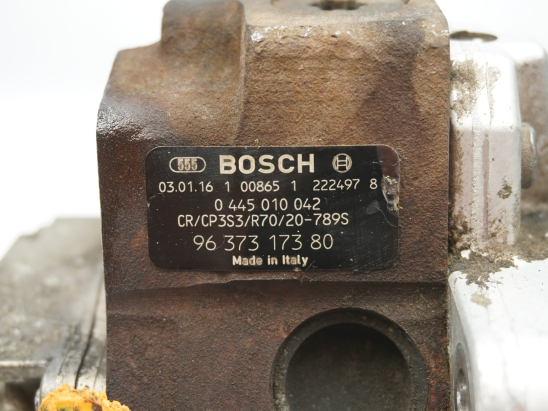 555 BOSCH
03.01.16 1 00865 1 222497 8
0 445 010 042
CR/CP3S3/R70/20-789S
96 373 173 80
Made in Italy